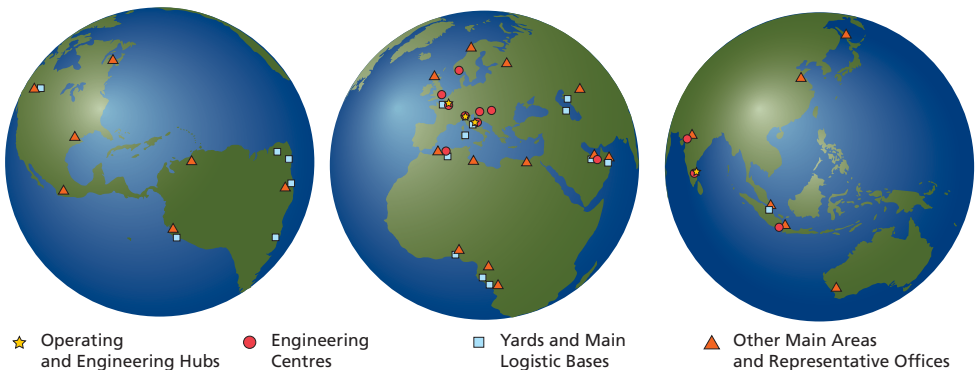 Operating
and Engineering Hubs
Engineering
Centres
Yards and Main
Logistic Bases
Other Main Areas
and Representative Offices